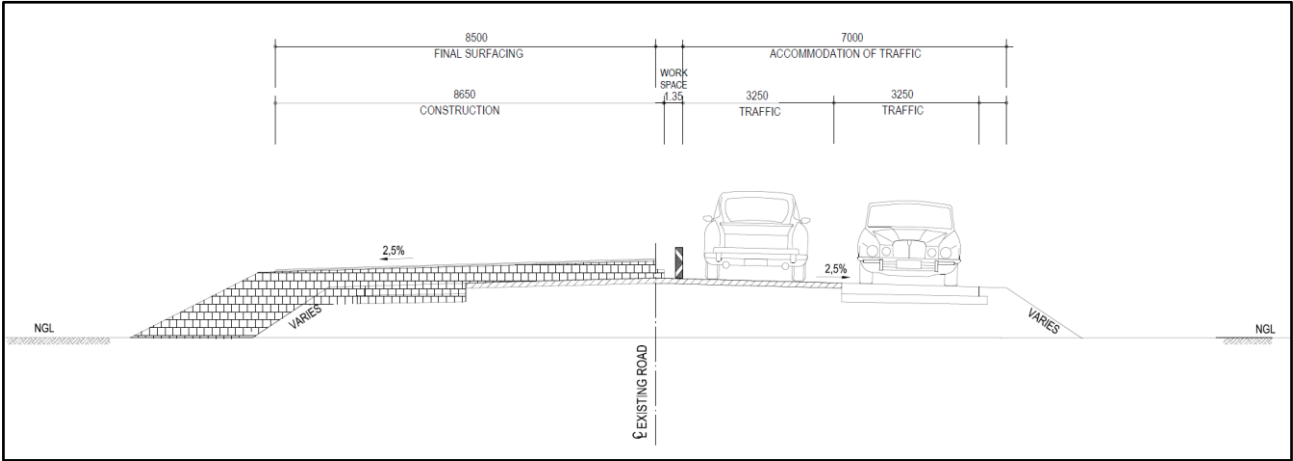 8500
FINAL SURFACING
7000
ACCOMMODATION OF TRAFFIC
WORK
SPACE
1.35
8650
CONSTRUCTION
3250
TRAFFIC
3250
TRAFFIC
2,5%
2,5%
VARIES
VARIES
NGL
NGL
℄ EXISTING ROAD